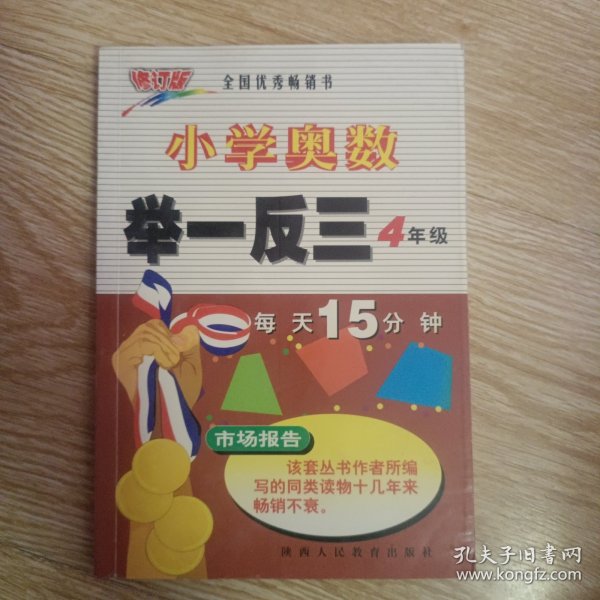 修订版
全国优秀畅销书
小学奥数
举一反三4年级
每天15分钟
市场报告
该套丛书作者所编
写的同类读物十几年来
畅销不衰。
陕西人民教育出版社
孔夫子旧书网
www.kongfz.com